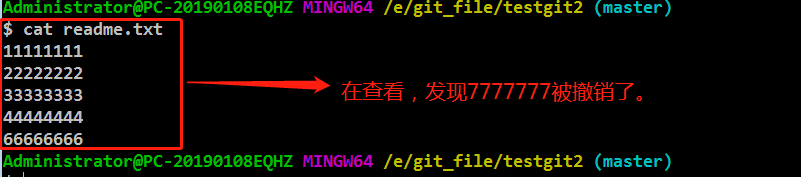 Administrator@PC-20190108EQHZ MINGW64 /e/git_file/testgit2 (master)
$ cat readme.txt
11111111
22222222
33333333
44444444
66666666
在查看，发现7777777被撤销了。
Administrator@PC-20190108EQHZ MINGW64 /e/git_file/testgit2 (master)